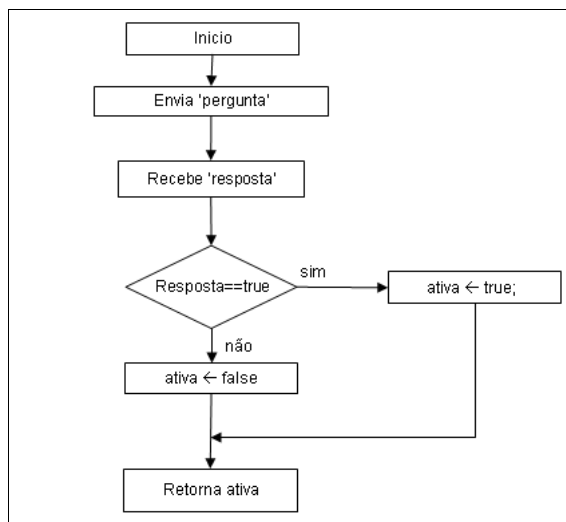 Inicio
Envia 'pergunta'
Recebe 'resposta'
Resposta==true
sim
ativa ← true;
não
ativa ← false
Retorna ativa